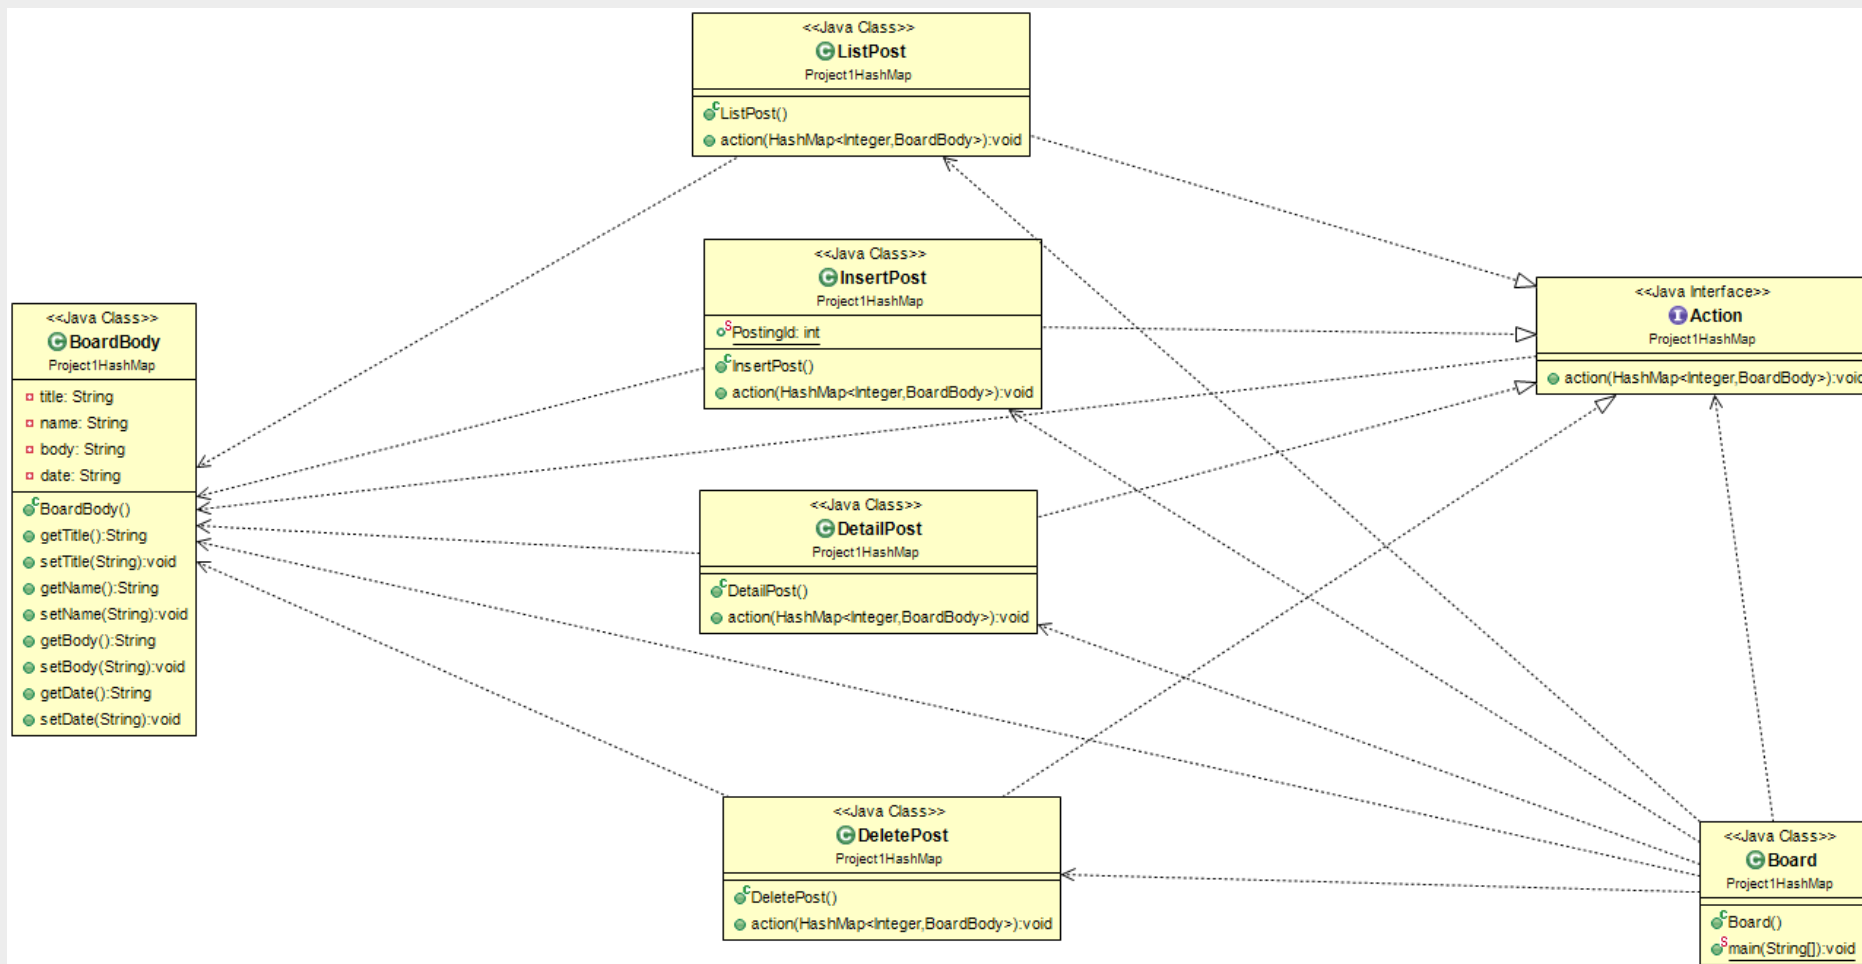 <<Java Class>>
ListPost
Project1HashMap
ListPost()
action(HashMap<Integer,BoardBody>):void
<<Java Class>>
InsertPost
Project1HashMap
PostingId: int
InsertPost()
action(HashMap<Integer,BoardBody>):void
<<Java Interface>>
Action
Project1HashMap
action(HashMap<Integer,BoardBody>):void
<<Java Class>>
BoardBody
Project1HashMap
title: String
name: String
body: String
date: String
BoardBody()
getTitle():String
setTitle(String):void
getName():String
setName(String):void
getBody():String
setBody(String):void
getDate():String
setDate(String):void
<<Java Class>>
DetailPost
Project1HashMap
DetailPost()
action(HashMap<Integer,BoardBody>):void
<<Java Class>>
DeletePost
Project1HashMap
DeletePost()
action(HashMap<Integer,BoardBody>):void
<<Java Class>>
Board
Project1HashMap
Board()
main(String[]):void